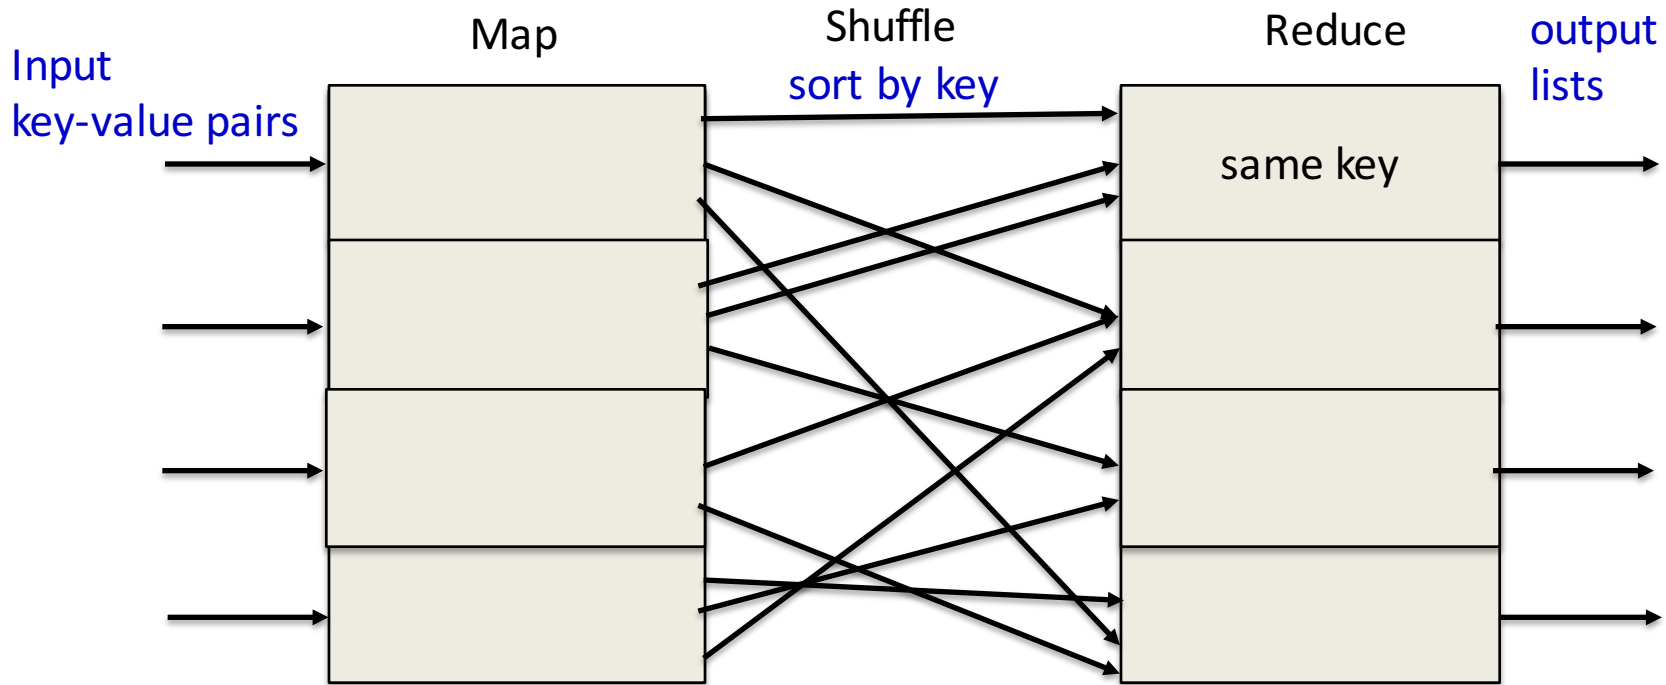 Input
key-value pairs
Map
Shuffle
sort by key
Reduce
output
lists
same key